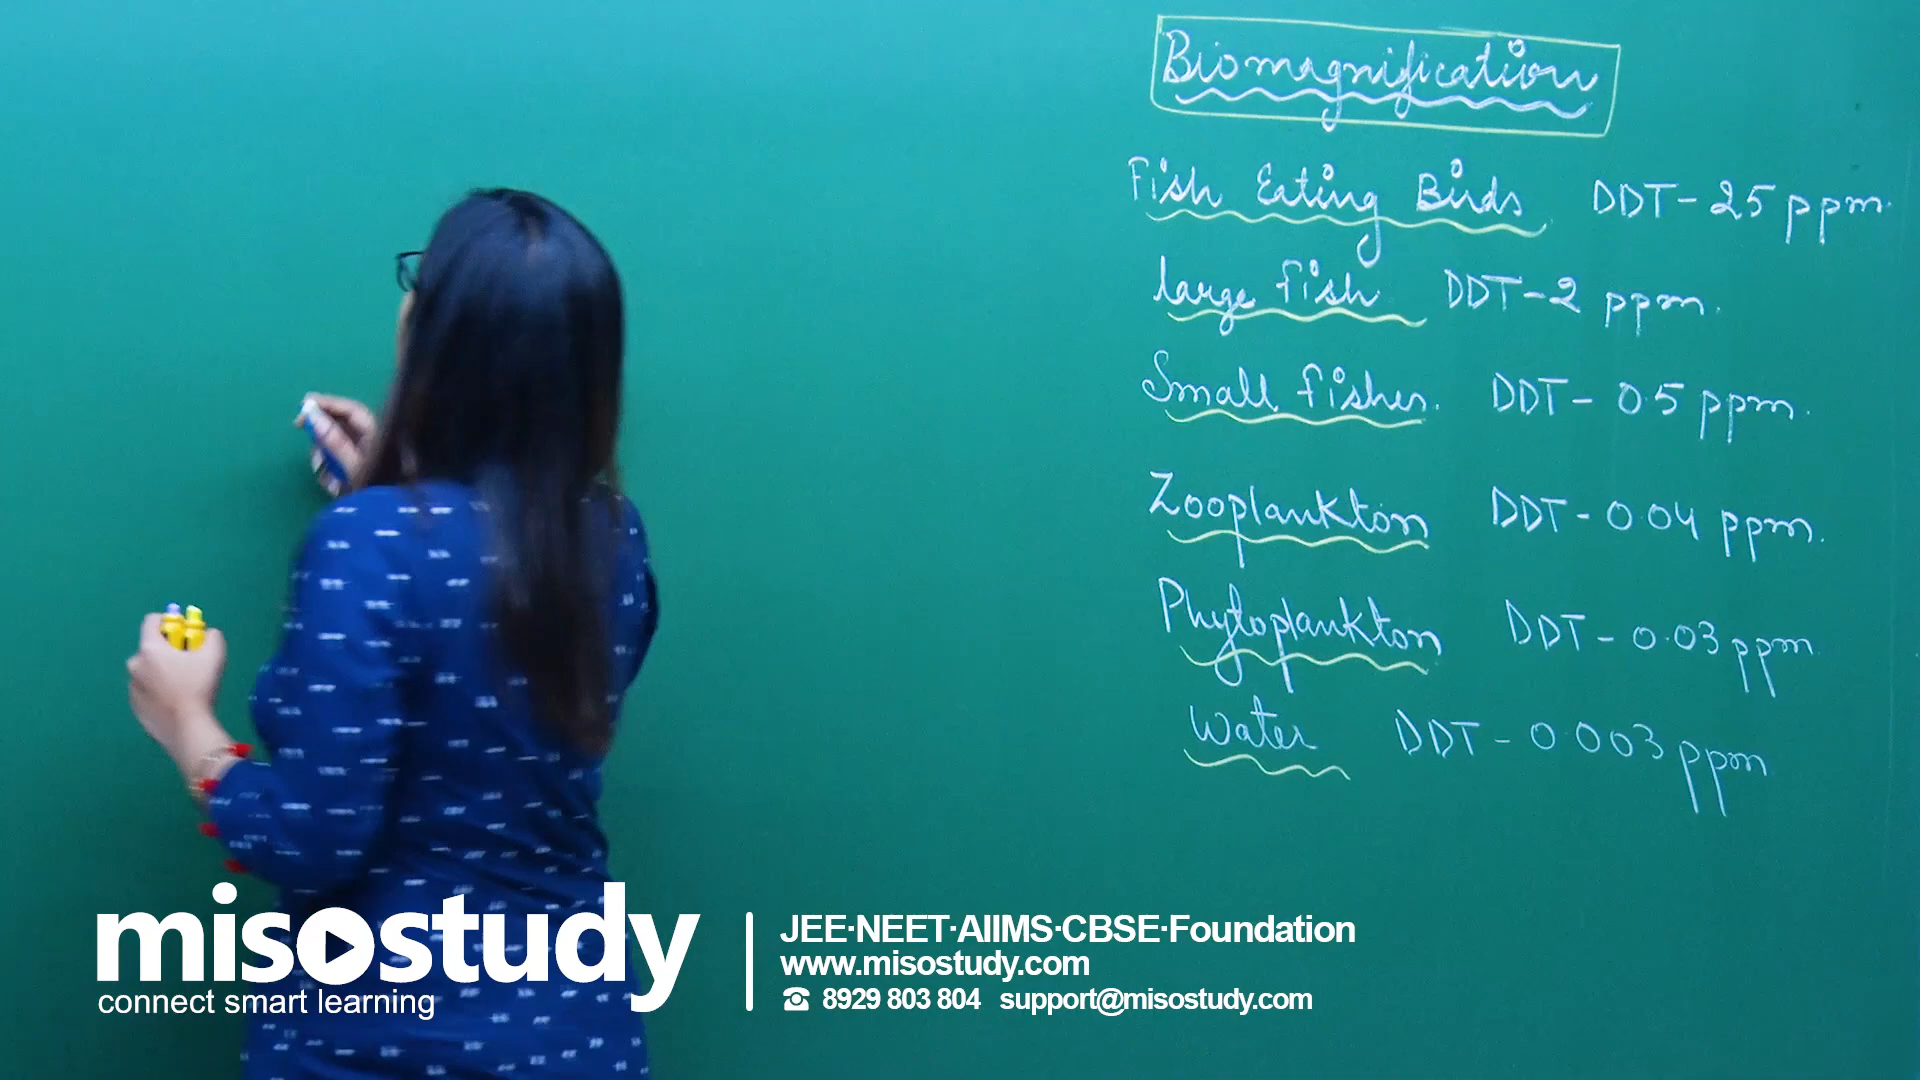 Biomagnification
Fish Eating Birds DDT - 25 ppm.
large fish DDT - 2 ppm.
Small fishes. DDT - 0.5 ppm.
Zooplankton DDT - 0.04 ppm.
Phytoplankton DDT - 0.03 ppm.
Water DDT - 0.003 ppm
misostudy
connect smart learning
JEE·NEET·AIIMS·CBSE·Foundation
www.misostudy.com
☎ 8929 803 804 support@misostudy.com